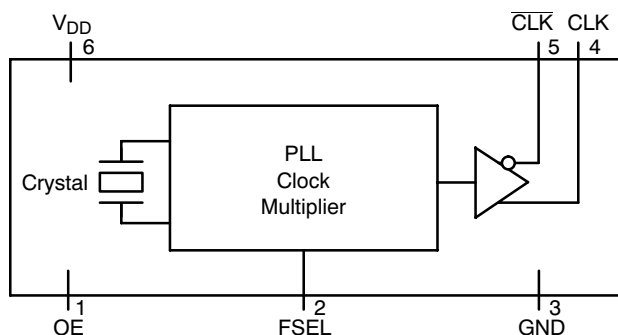 VDD
CLK CLK
6
5 4
PLL
Clock
Multiplier
Crystal
1
2
3
OE
FSEL
GND